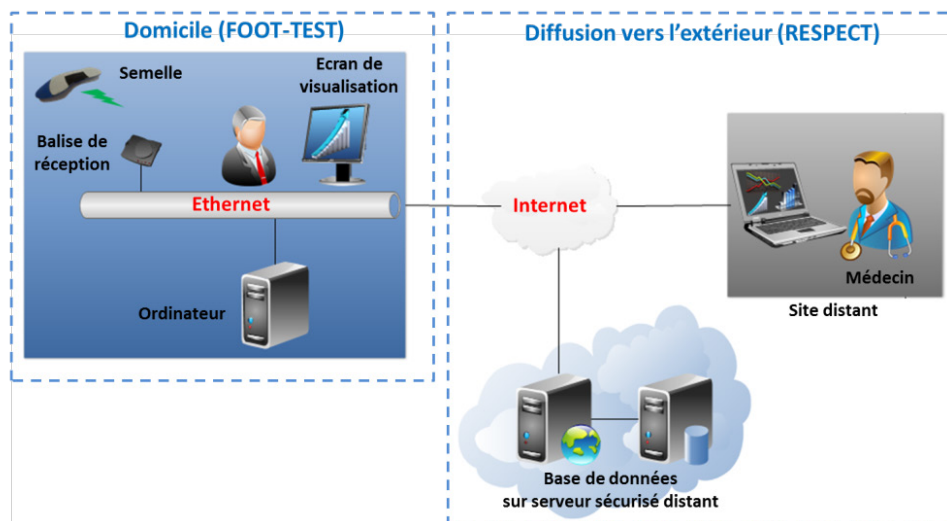 Domicile (FOOT-TEST)
Semelle
Ecran de
visualisation
Balise de
réception
Ethernet
Ordinateur
Diffusion vers l'extérieur (RESPECT)
Internet
Médecin
Site distant
Base de données
sur serveur sécurisé distant